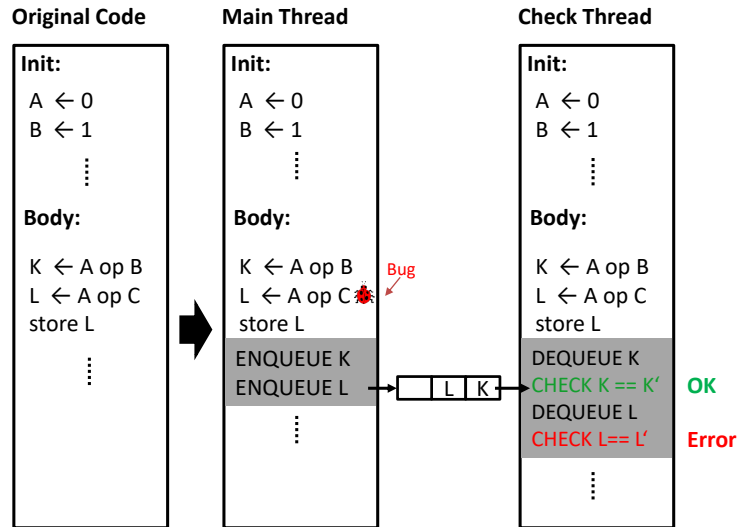 Original Code
Init:
A ← 0
B ← 1
Body:
K ← A op B
L ← A op C
store L
Main Thread
Init:
A ← 0
B ← 1
Body:
K ← A op B
L ← A op C
Bug
store L
ENQUEUE K
ENQUEUE L
L K
Check Thread
Init:
A ← 0
B ← 1
Body:
K ← A op B
L ← A op C
store L
DEQUEUE K
CHECK K == K‘ OK
DEQUEUE L
CHECK L== L‘ Error